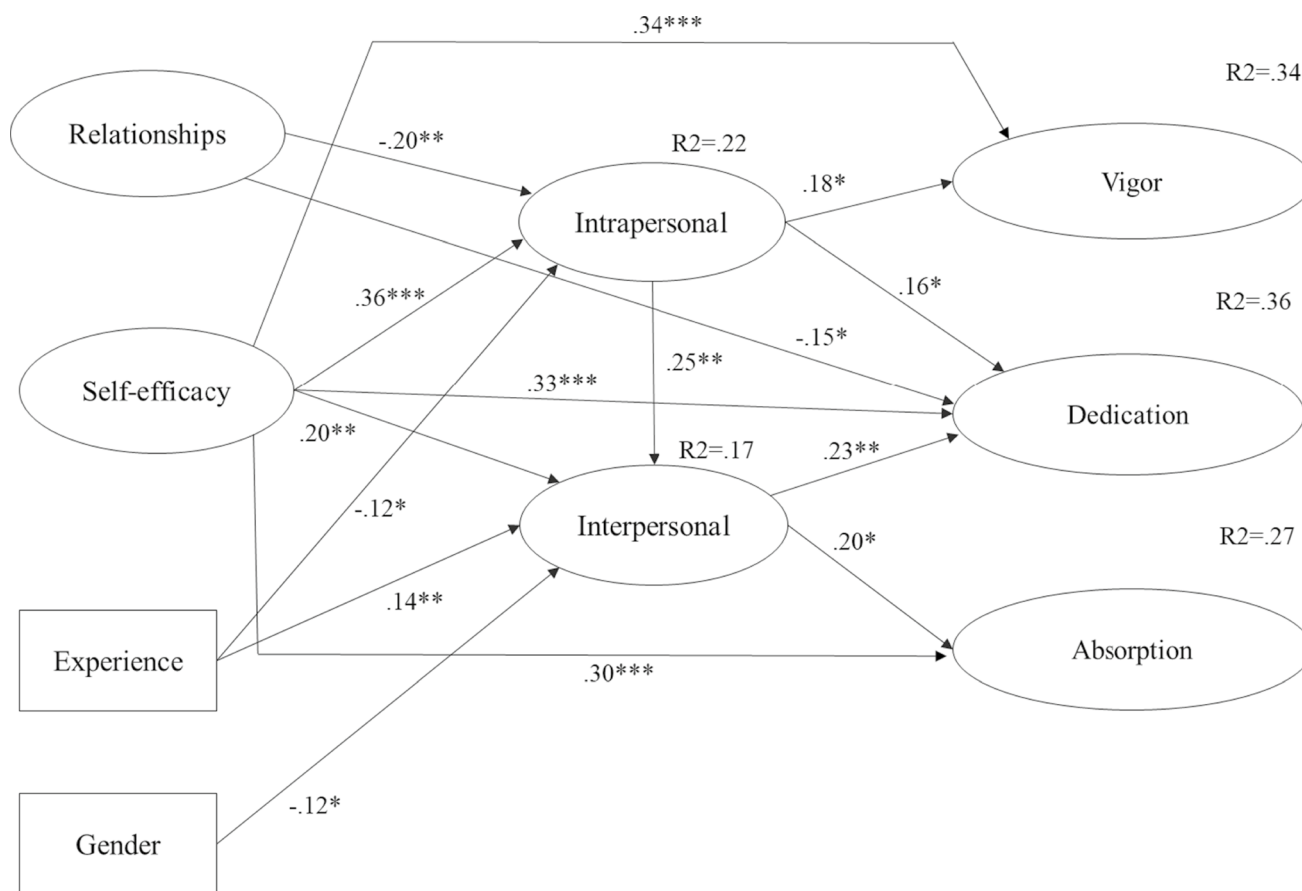 .34***
R2=.34
Relationships
-.20**
R2=.22
.18*
Vigor
Intrapersonal
.36***
.16*
R2=.36
-.15*
Self-efficacy
.25**
.33***
Dedication
.20**
R2=.17
.23**
-.12*
Interpersonal
.20*
R2=.27
.14**
Experience
Absorption
.30***
-.12*
Gender